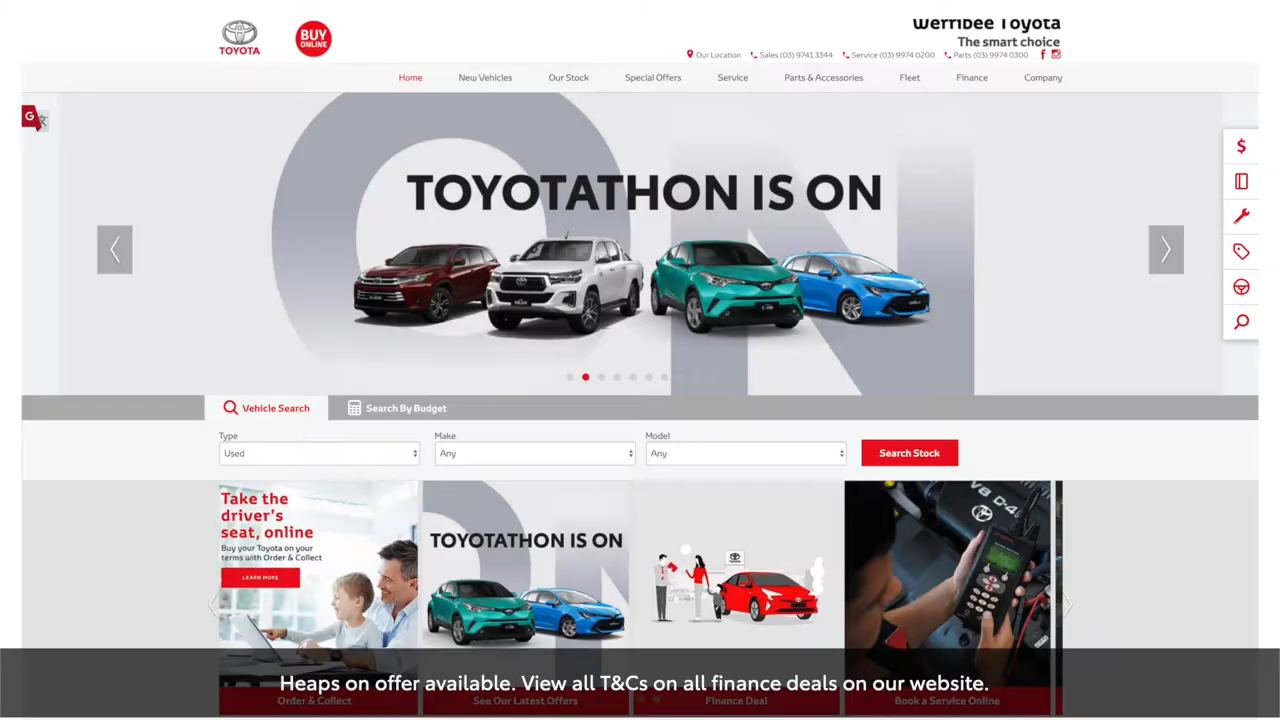 TOYOTA
BUY
ONLINE
Werribee Toyota
The smart choice
Our Location Sales (03) 9741 3344 Service (03) 9974 0200 Parts (03) 9974 0300
Home New Vehicles Our Stock Special Offers Service Parts & Accessories Fleet Finance Company
G
TOYOTATHON IS ON
Vehicle Search Search By Budget
Type Make Model
Used Any Any Search Stock
Take the
driver's
seat, online
Buy your Toyota on your
terms with Order & Collect
LEARN MORE
TOYOTATHON IS ON
V8 D-4
Heaps on offer available. View all T&Cs on all finance deals on our website.
Order & Collect See Our Latest Offers Finance Deal Book a Service Online